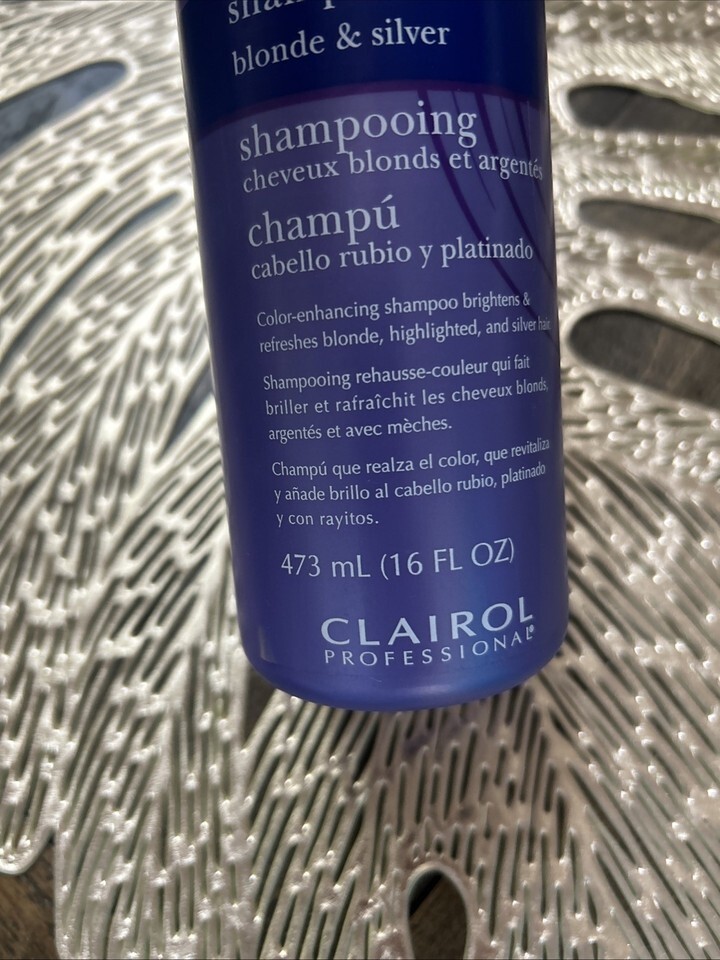 blonde & silver
shampooing
cheveux blonds et argentés
champú
cabello rubio y platinado
Color-enhancing shampoo brightens &
refreshes blonde, highlighted, and silver hair
Shampooing rehausse-couleur qui fait
briller et rafraîchit les cheveux blonds,
argentés et avec mèches.
Champú que realza el color, que revitaliza
y añade brillo al cabello rubio, platinado
y con rayitos.
473 mL (16 FL OZ)
CLAIROL
PROFESSIONAL®